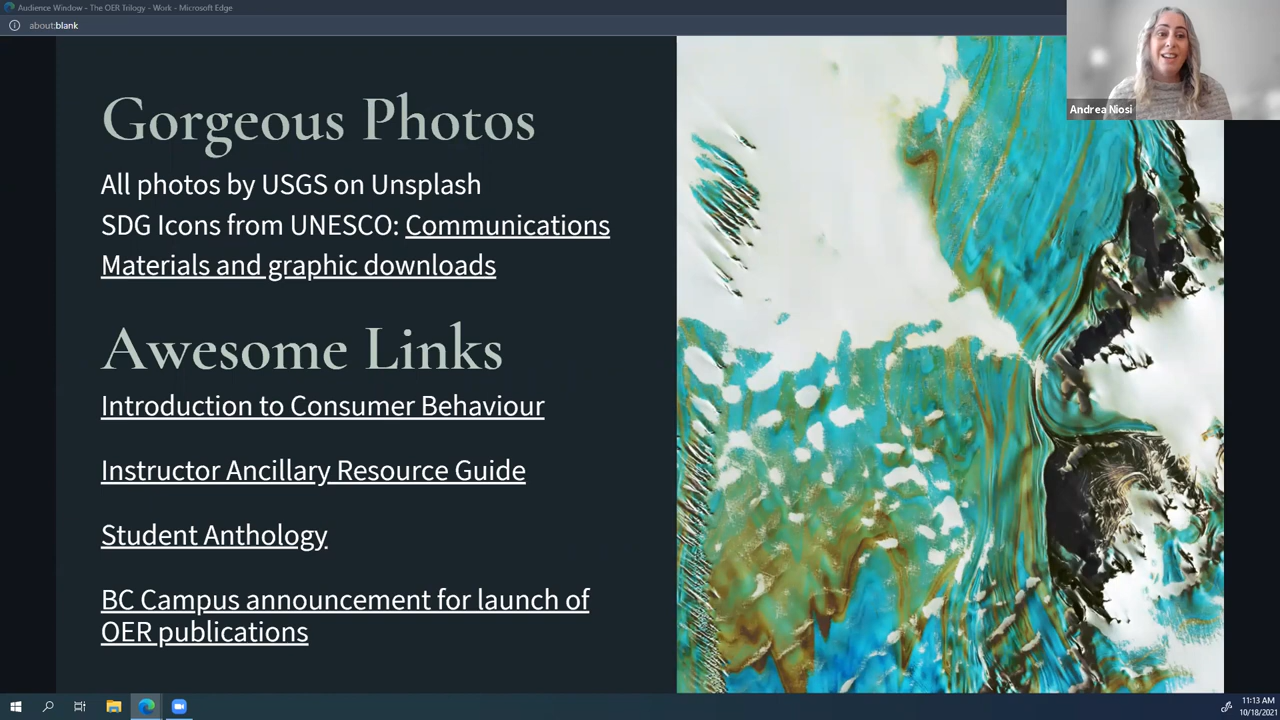 Audience Window - The OER Trilogy - Work - Microsoft Edge
about:blank
Andrea Niosi
Gorgeous Photos
All photos by USGS on Unsplash
SDG Icons from UNESCO: Communications
Materials and graphic downloads
Awesome Links
Introduction to Consumer Behaviour
Instructor Ancillary Resource Guide
Student Anthology
BC Campus announcement for launch of
OER publications
11:13 AM
10/18/2021